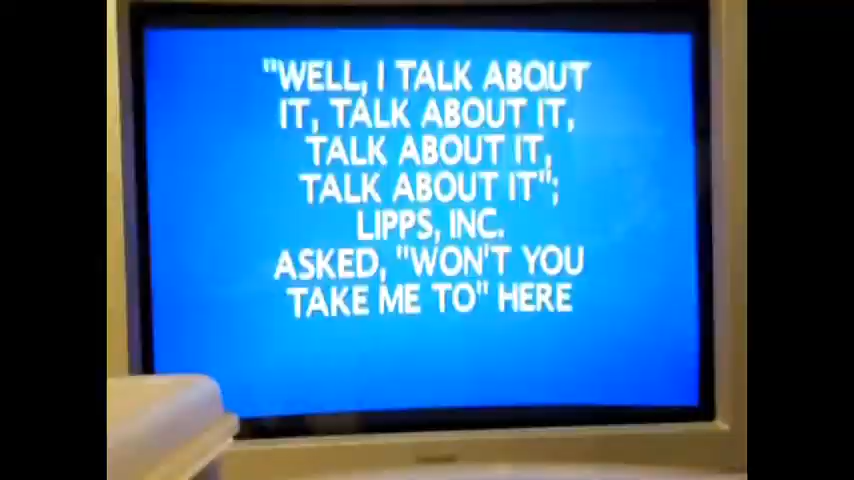 "WELL, I TALK ABOUT
IT, TALK ABOUT IT,
TALK ABOUT IT,
TALK ABOUT IT";
LIPPS, INC.
ASKED, "WON'T YOU
TAKE ME TO" HERE